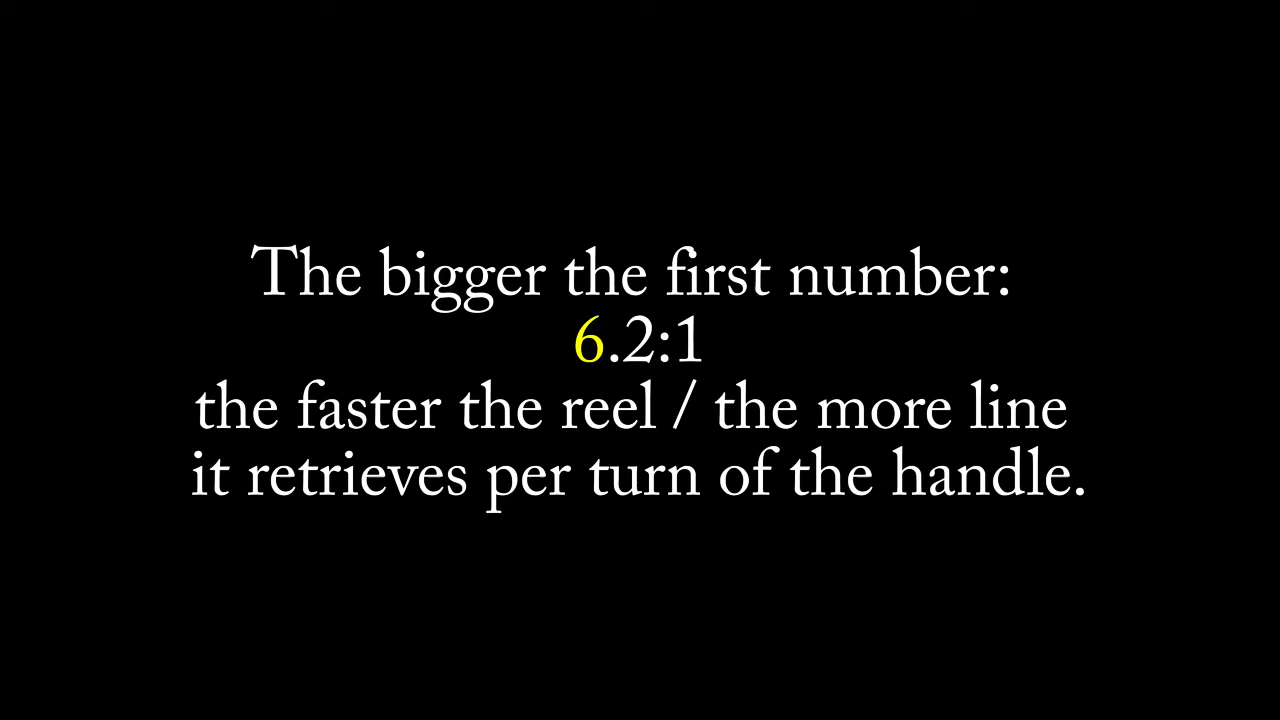 The bigger the first number:
6.2:1
the faster the reel / the more line
it retrieves per turn of the handle.